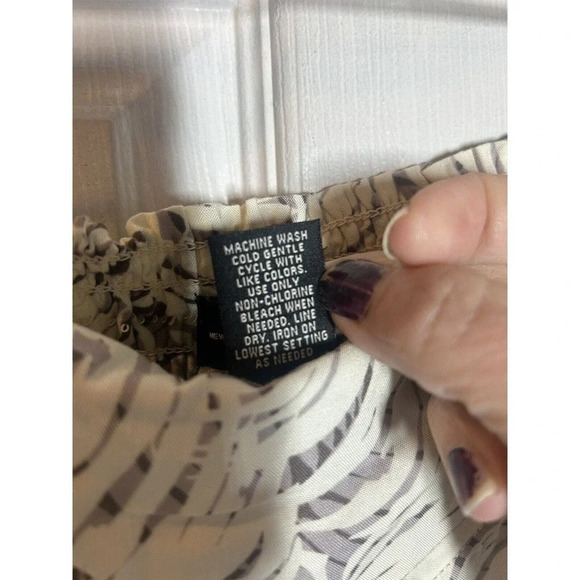 MACHINE WASH
COLD GENTLE
CYCLE WITH
LIKE COLORS.
USE ONLY
NON-CHLORINE
BLEACH WHEN
NEEDED. LINE
DRY. IRON ON
LOWEST SETTING
AS NEEDED